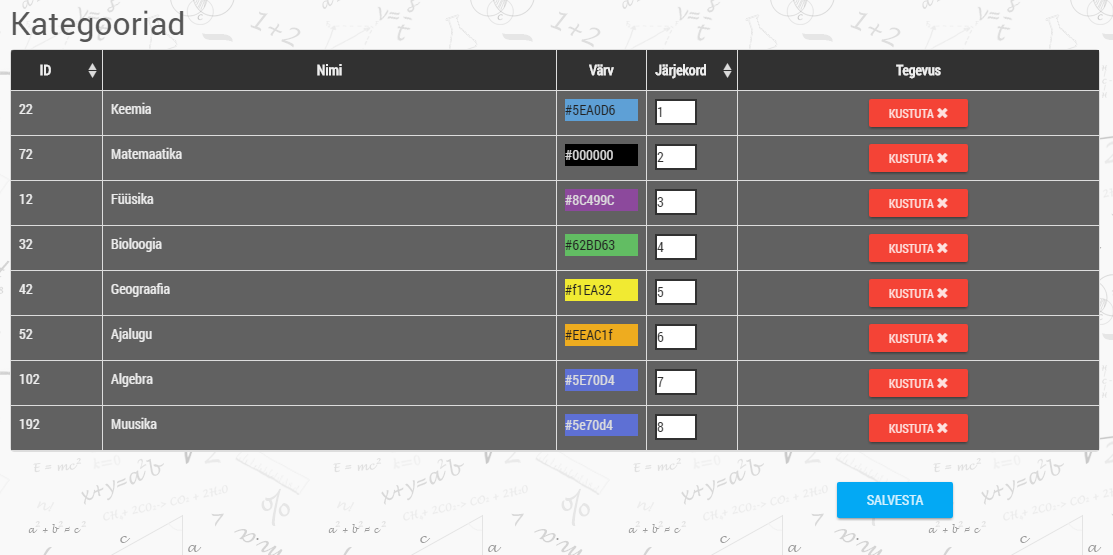 Kategooriad
ID Nimi Värv Järjekord Tegevus
22 Keemia #5EA0D6 1 KUSTUTA ✖
72 Matemaatika #000000 2 KUSTUTA ✖
12 Füüsika #8C499C 3 KUSTUTA ✖
32 Bioloogia #62BD63 4 KUSTUTA ✖
42 Geograafia #f1EA32 5 KUSTUTA ✖
52 Ajalugu #EEAC1f 6 KUSTUTA ✖
102 Algebra #5E70D4 7 KUSTUTA ✖
192 Muusika #5e70d4 8 KUSTUTA ✖
SALVESTA